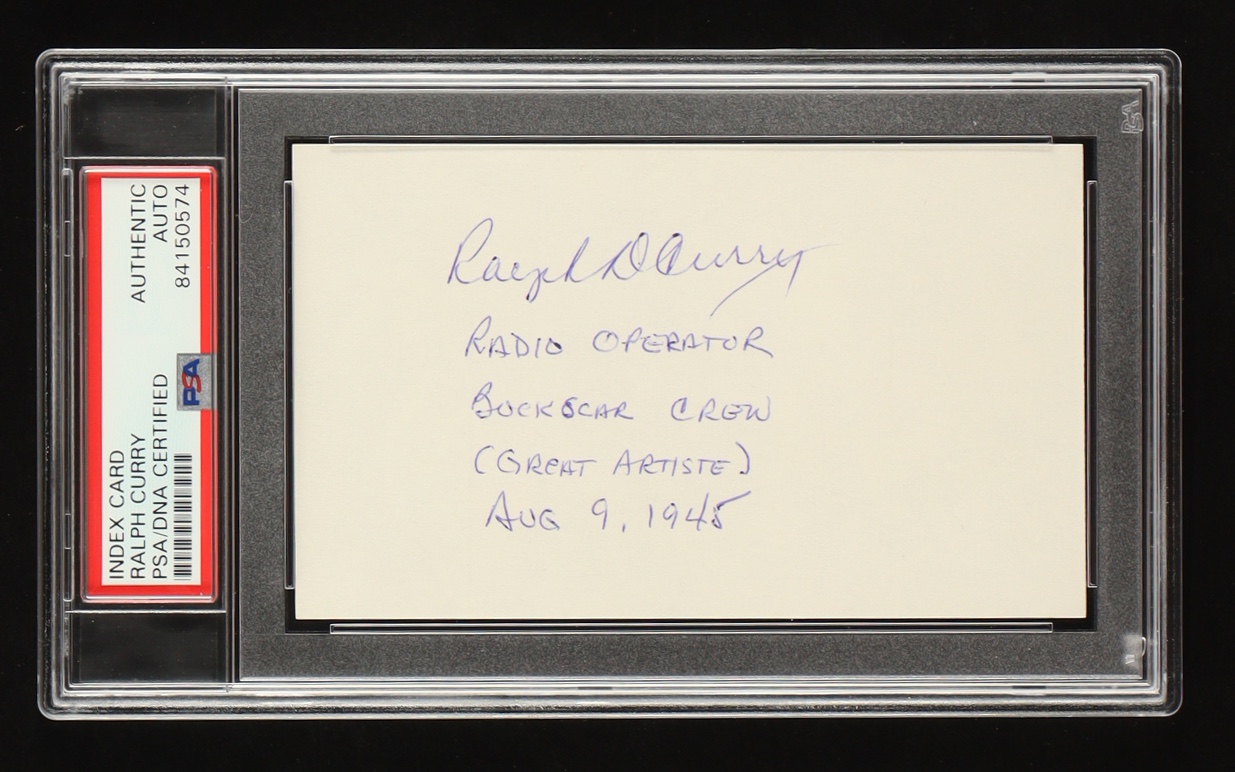 INDEX CARD
RALPH CURRY
PSA/DNA CERTIFIED
AUTHENTIC
AUTO
84150574
PSA
Ralph D Curry
RADIO OPERATOR
BOCKSCAR CREW
(GREAT ARTISTE)
AUG 9, 1945
PSA